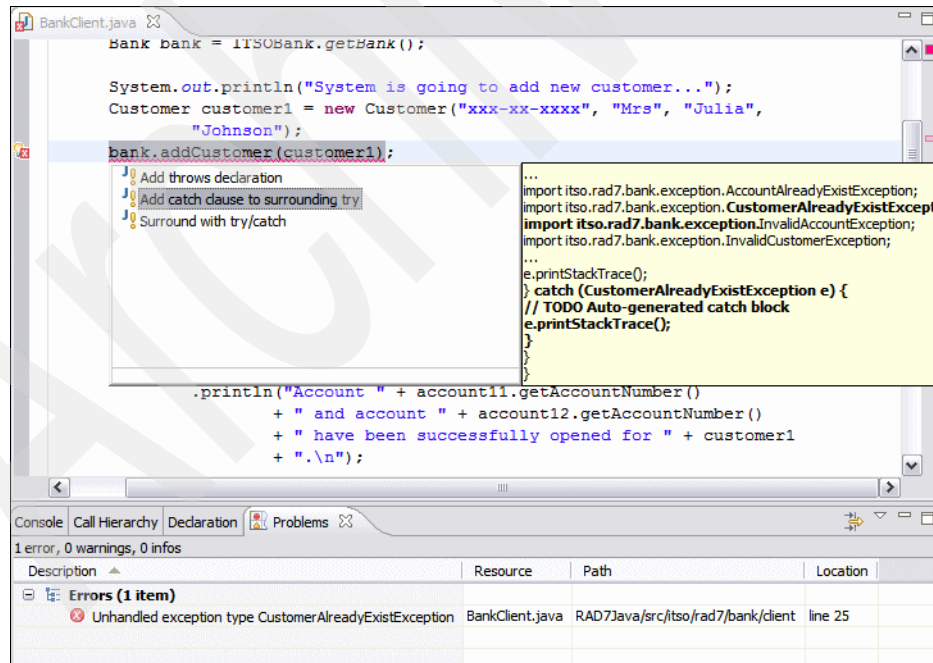 BankClient.java
Bank bank = ITSOBank.getBank();
System.out.println("System is going to add new customer...");
Customer customer1 = new Customer("xxx-xx-xxxx", "Mrs", "Julia",
"Johnson");
bank.addCustomer(customer1);
Add throws declaration
Add catch clause to surrounding try
Surround with try/catch
...
import itso.rad7.bank.exception.AccountAlreadyExistException;
import itso.rad7.bank.exception.CustomerAlreadyExistExcept
import itso.rad7.bank.exception.InvalidAccountException;
import itso.rad7.bank.exception.InvalidCustomerException;
...
e.printStackTrace();
} catch (CustomerAlreadyExistException e) {
// TODO Auto-generated catch block
e.printStackTrace();
}
}
}
.println("Account " + account11.getAccountNumber()
+ " and account " + account12.getAccountNumber()
+ " have been successfully opened for " + customer1
+ ".\n");
Console Call Hierarchy Declaration Problems
1 error, 0 warnings, 0 infos
Description Resource Path Location
Errors (1 item)
Unhandled exception type CustomerAlreadyExistException BankClient.java RAD7Java/src/itso/rad7/bank/client line 25